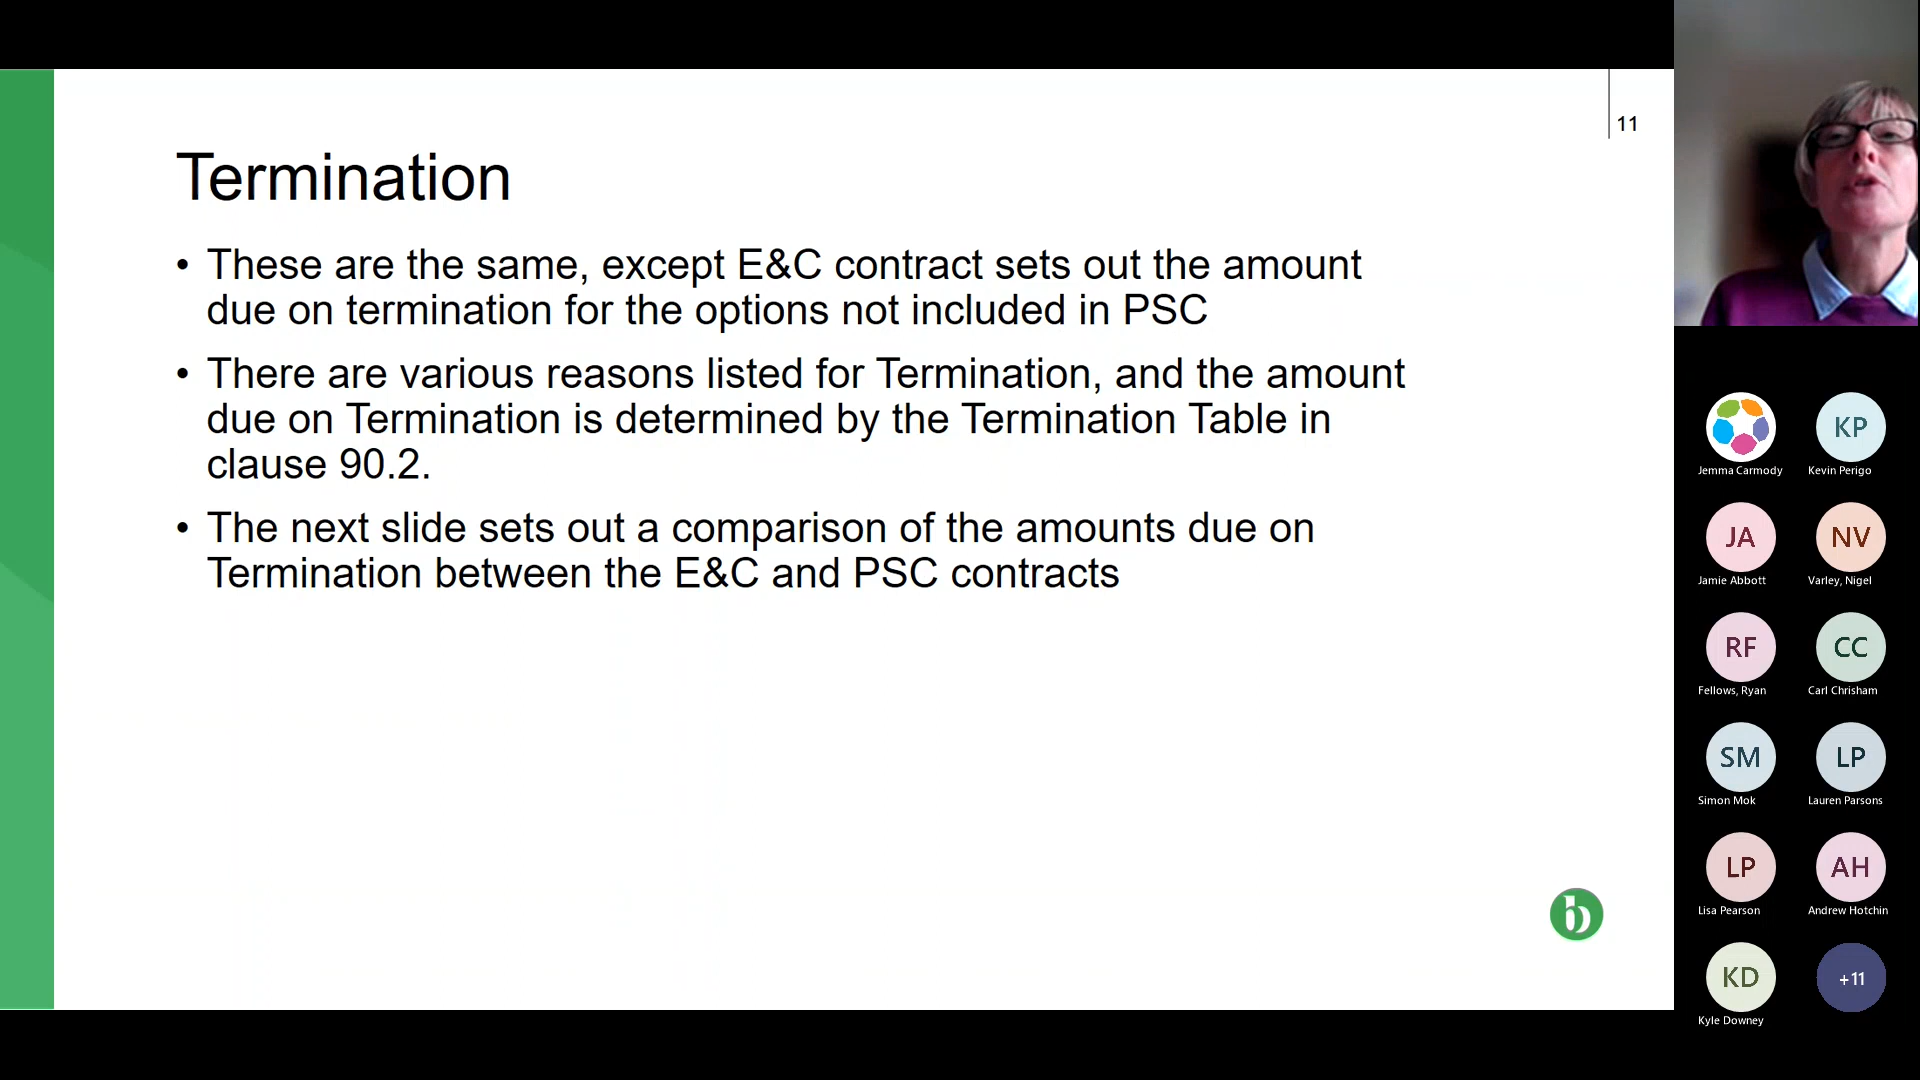 11
Termination
• These are the same, except E&C contract sets out the amount
due on termination for the options not included in PSC
• There are various reasons listed for Termination, and the amount
due on Termination is determined by the Termination Table in
clause 90.2.
• The next slide sets out a comparison of the amounts due on
Termination between the E&C and PSC contracts
b
KP
Jemma Carmody
Kevin Perigo
JA
NV
Jamie Abbott
Varley, Nigel
RF
CC
Fellows, Ryan
Carl Chrisham
SM
LP
Simon Mok
Lauren Parsons
LP
AH
Lisa Pearson
Andrew Hotchin
KD
+11
Kyle Downey